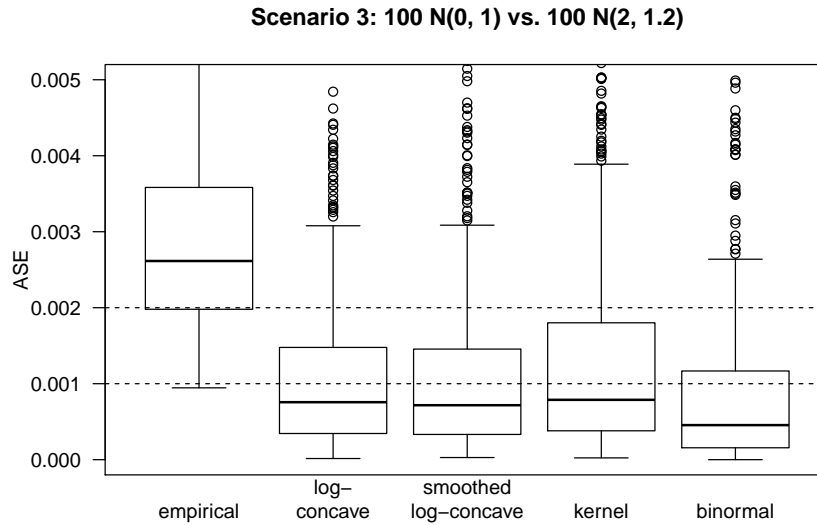 Scenario 3: 100 N(0, 1) vs. 100 N(2, 1.2)
ASE
0.005
0.004
0.003
0.002
0.001
0.000
empirical
log−
concave
smoothed
log−concave
kernel
binormal